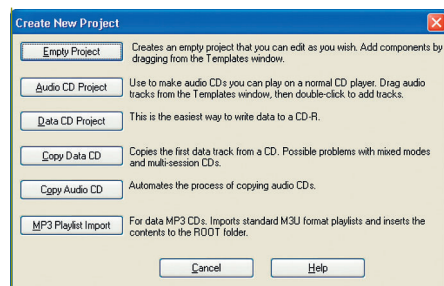 Create New Project
Empty Project
Creates an empty project that you can edit as you wish. Add components by
dragging from the Templates window.
Audio CD Project
Use to make audio CDs you can play on a normal CD player. Drag audio
tracks from the Templates window, then double-click to add tracks.
Data CD Project
This is the easiest way to write data to a CD-R.
Copy Data CD
Copies the first data track from a CD. Possible problems with mixed modes
and multi-session CDs.
Copy Audio CD
Automates the process of copying audio CDs.
MP3 Playlist Import
For data MP3 CDs. Imports standard M3U format playlists and inserts the
contents to the ROOT folder.
Cancel
Help